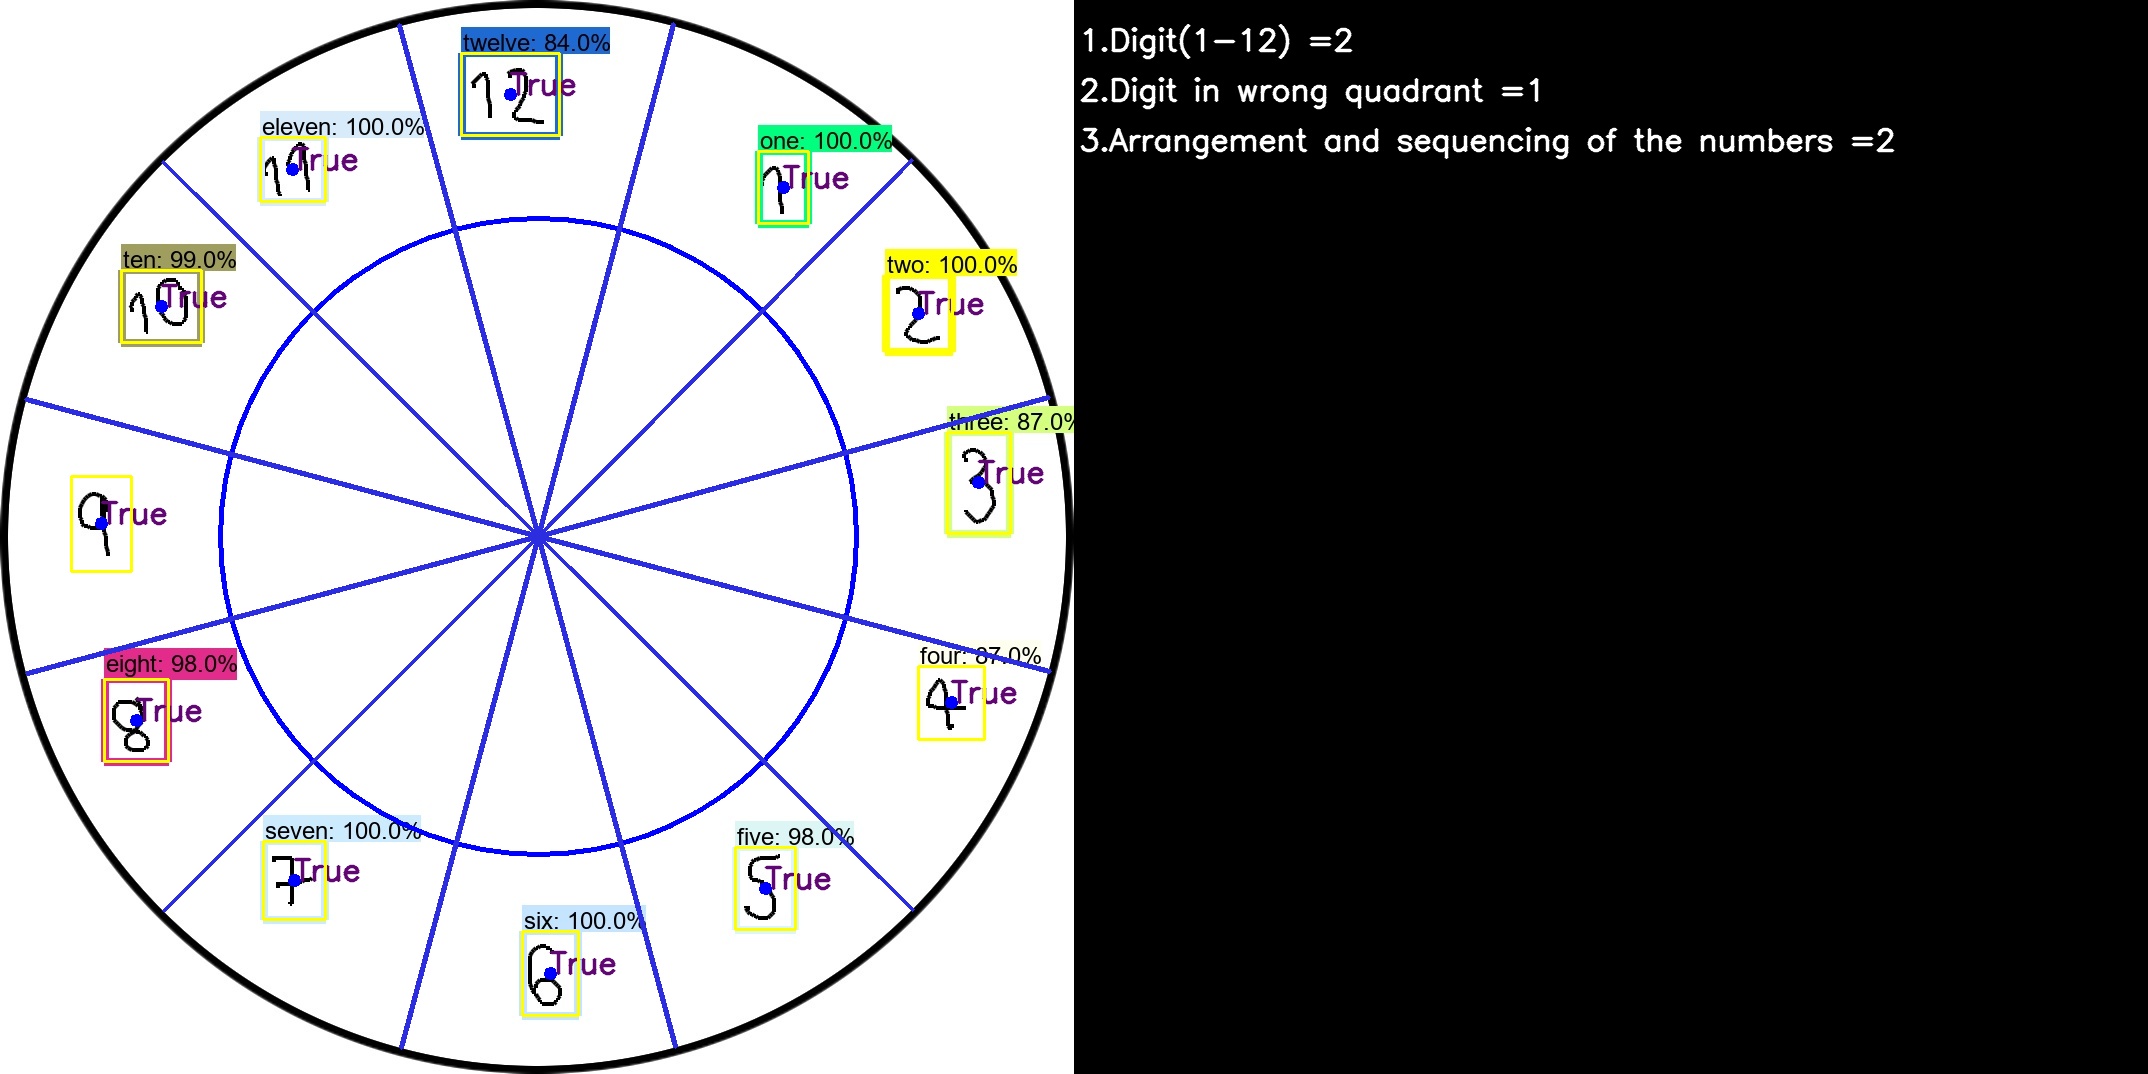 twelve: 84.0%
12 True
eleven: 100.0%
11 True
one: 100.0%
1 True
ten: 99.0%
10 True
two: 100.0%
2 True
three: 87.0%
3 True
9 True
four: 87.0%
4 True
eight: 98.0%
8 True
seven: 100.0%
7 True
five: 98.0%
5 True
six: 100.0%
6 True
1.Digit(1-12) =2
2.Digit in wrong quadrant =1
3.Arrangement and sequencing of the numbers =2